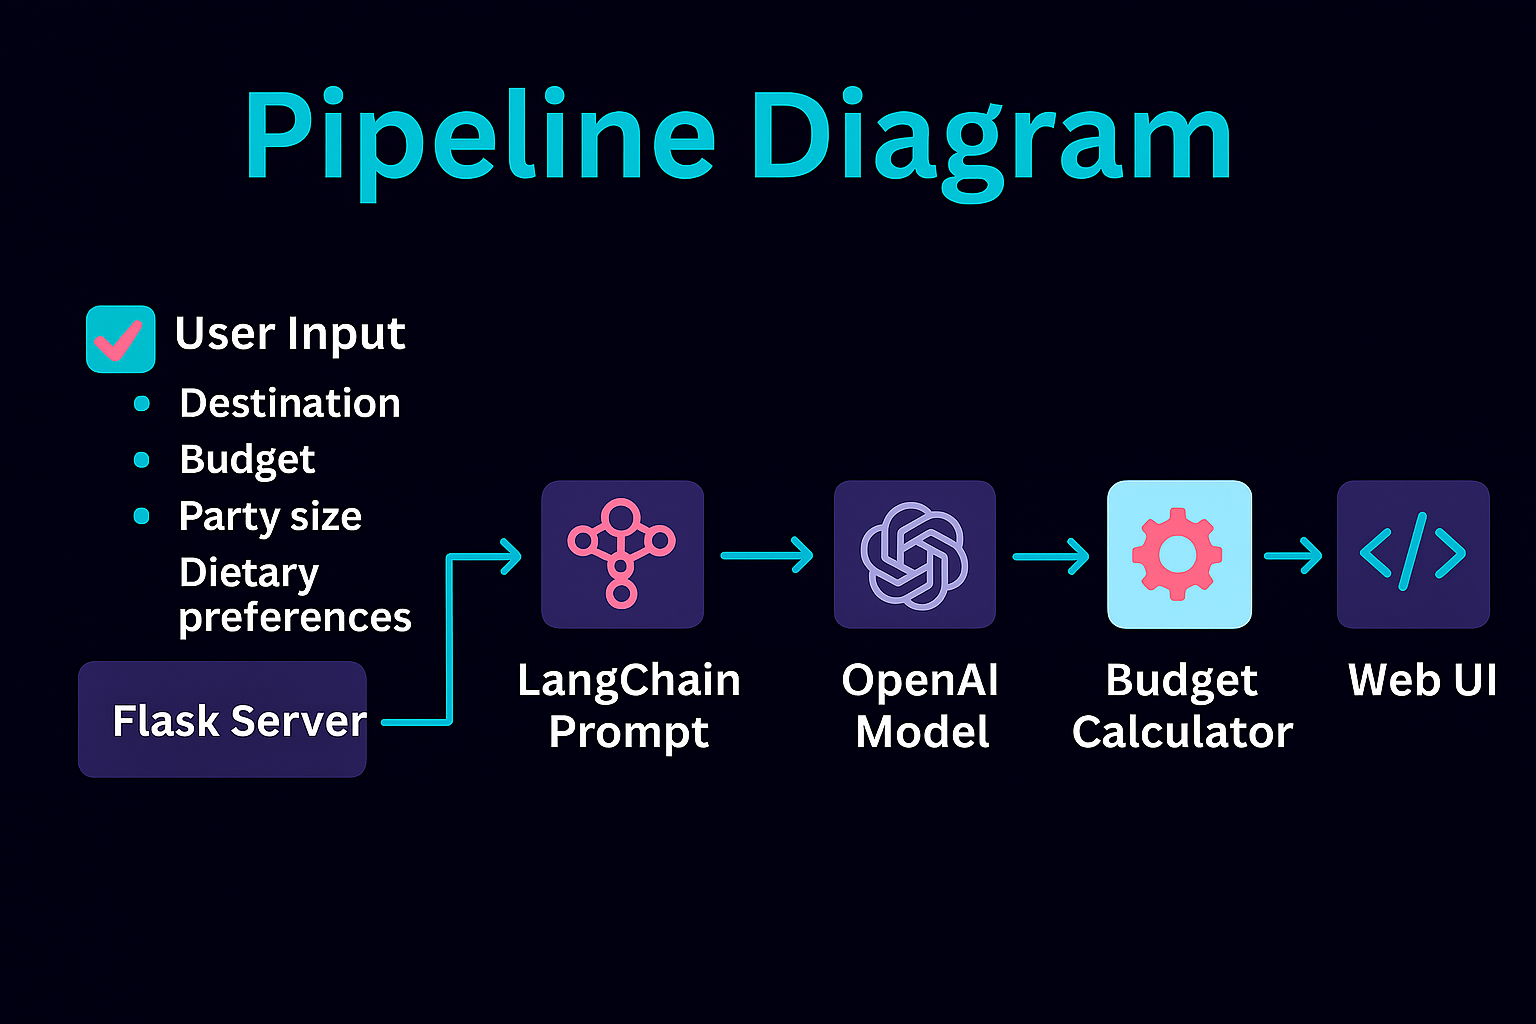 Pipeline Diagram
User Input
Destination
Budget
Party size
Dietary
preferences
Flask Server
LangChain
Prompt
OpenAI
Model
Budget
Calculator
Web UI